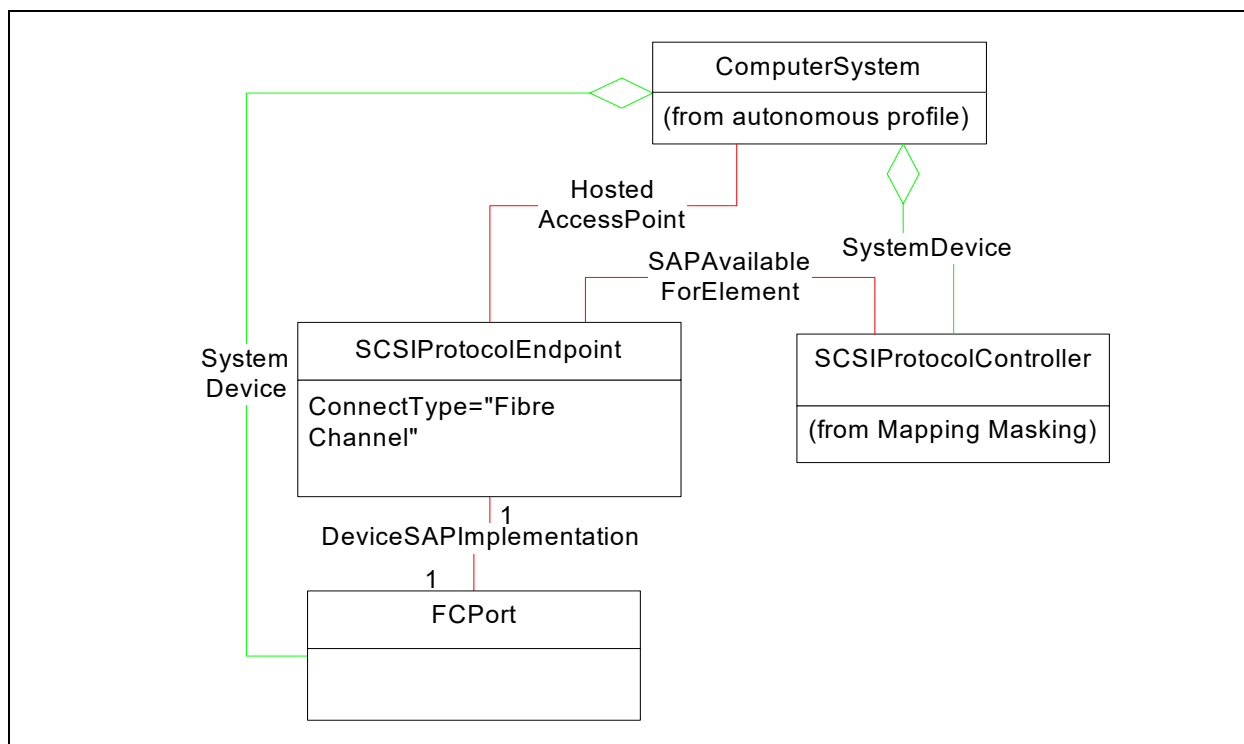 ComputerSystem
(from autonomous profile)
Hosted
AccessPoint
SystemDevice
SAPAvailable
ForElement
SCSIProtocolEndpoint
ConnectType="Fibre
Channel"
SCSIProtocolController
(from Mapping Masking)
System
Device
1
DeviceSAPImplementation
1
FCPort